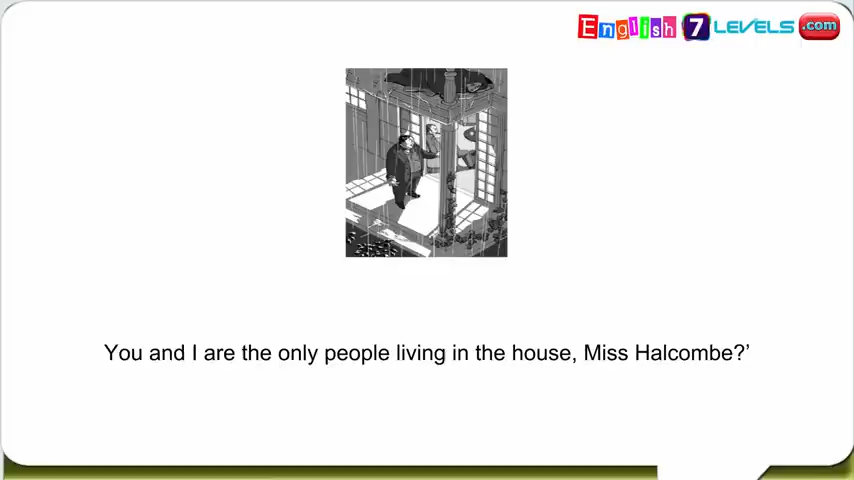 English 7 LEVELS .com
You and I are the only people living in the house, Miss Halcombe?’